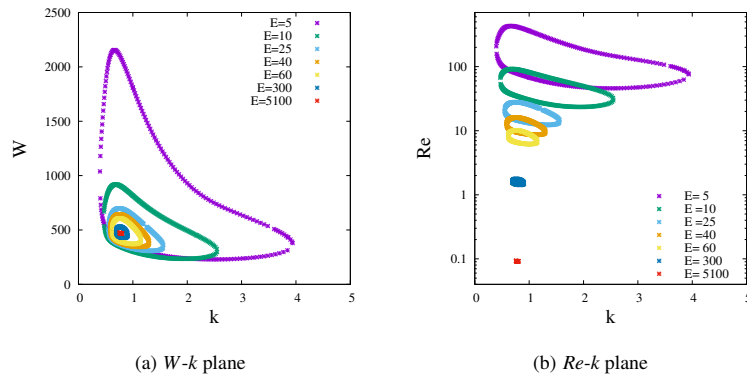 2500
2000
1500
1000
500
0
W
0 1 2 3 4 5
k
E=5
E=10
E=25
E=40
E=60
E=300
E=5100
(a) W-k plane
100
10
1
0.1
Re
0 1 2 3 4 5
k
E= 5
E =10
E =25
E =40
E =60
E= 300
E= 5100
(b) Re-k plane